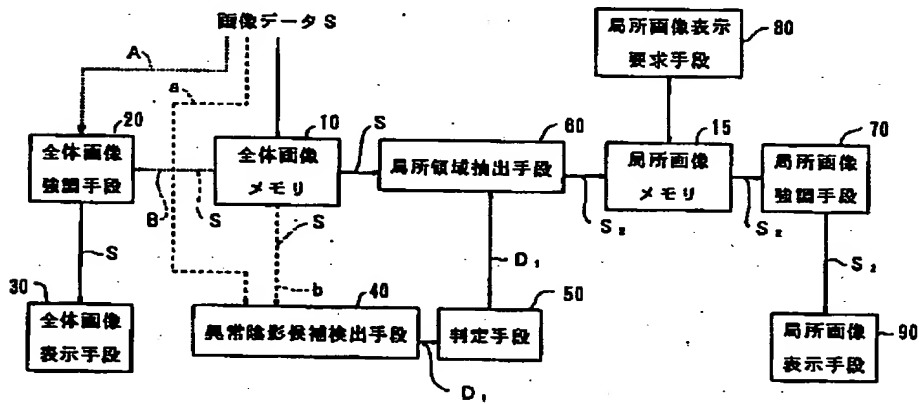 画像データS
A
a
20
全体画像
強調手段
B
S
10
全体画像
メモリ
S
60
局所領域抽出手段
80
局所画像表示
要求手段
15
局所画像
メモリ
S₂
70
局所画像
強調手段
S₂
S
S
b
D₁
S₂
30
全体画像
表示手段
40
異常陰影候補検出手段
D₁
50
判定手段
局所画像
表示手段
90